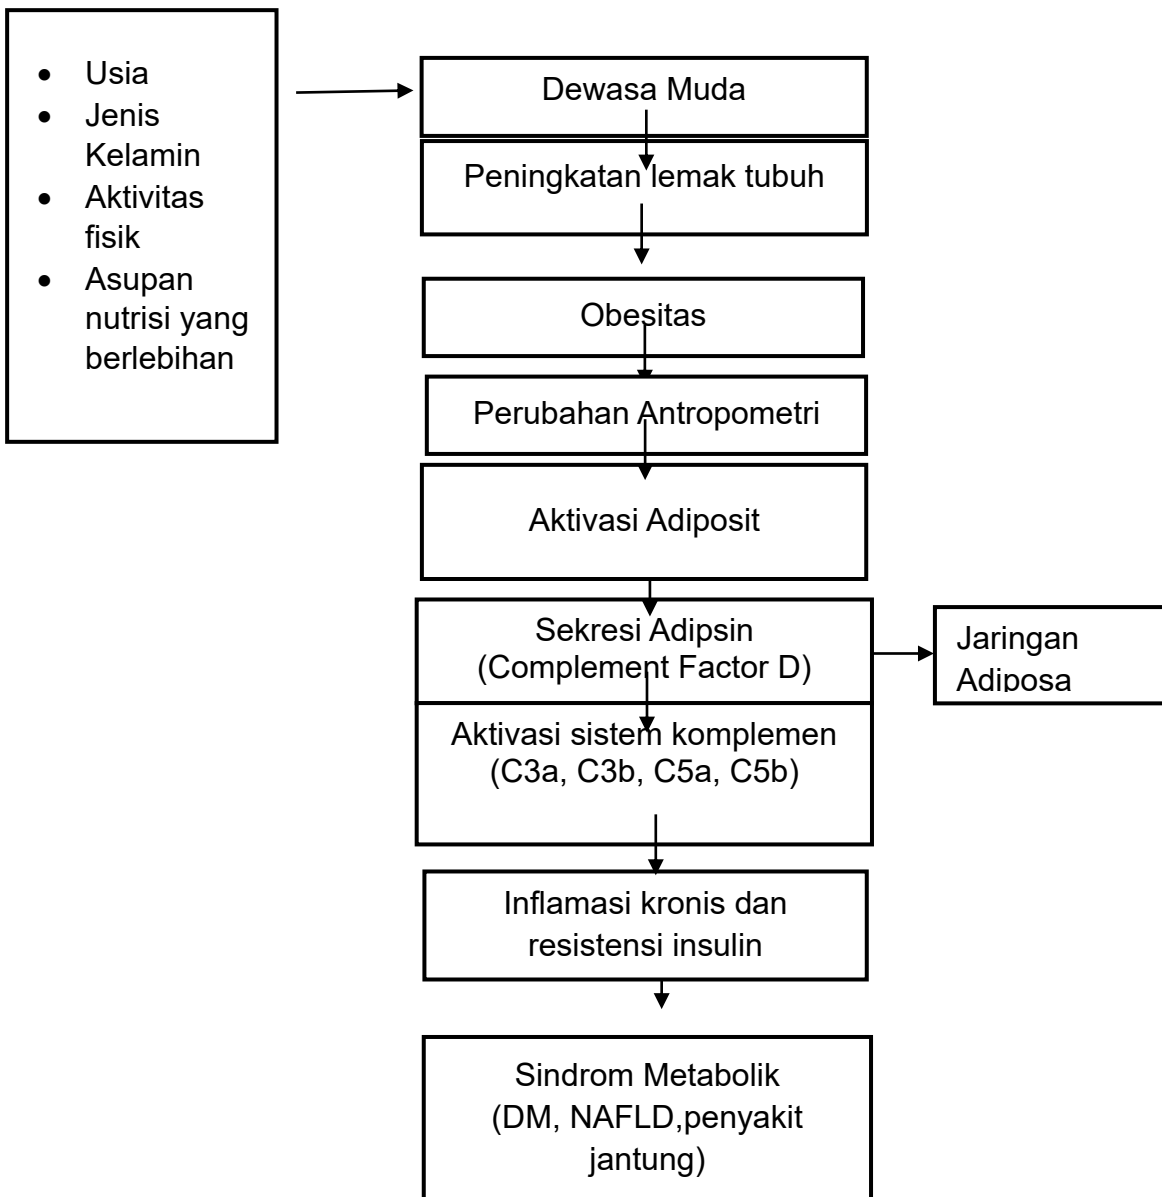 • Usia
• Jenis
Kelamin
• Aktivitas
fisik
• Asupan
nutrisi yang
berlebihan
Dewasa Muda
Peningkatan lemak tubuh
Obesitas
Perubahan Antropometri
Aktivasi Adiposit
Sekresi Adipsin
(Complement Factor D)
Jaringan
Adiposa
Aktivasi sistem komplemen
(C3a, C3b, C5a, C5b)
Inflamasi kronis dan
resistensi insulin
Sindrom Metabolik
(DM, NAFLD,penyakit
jantung)